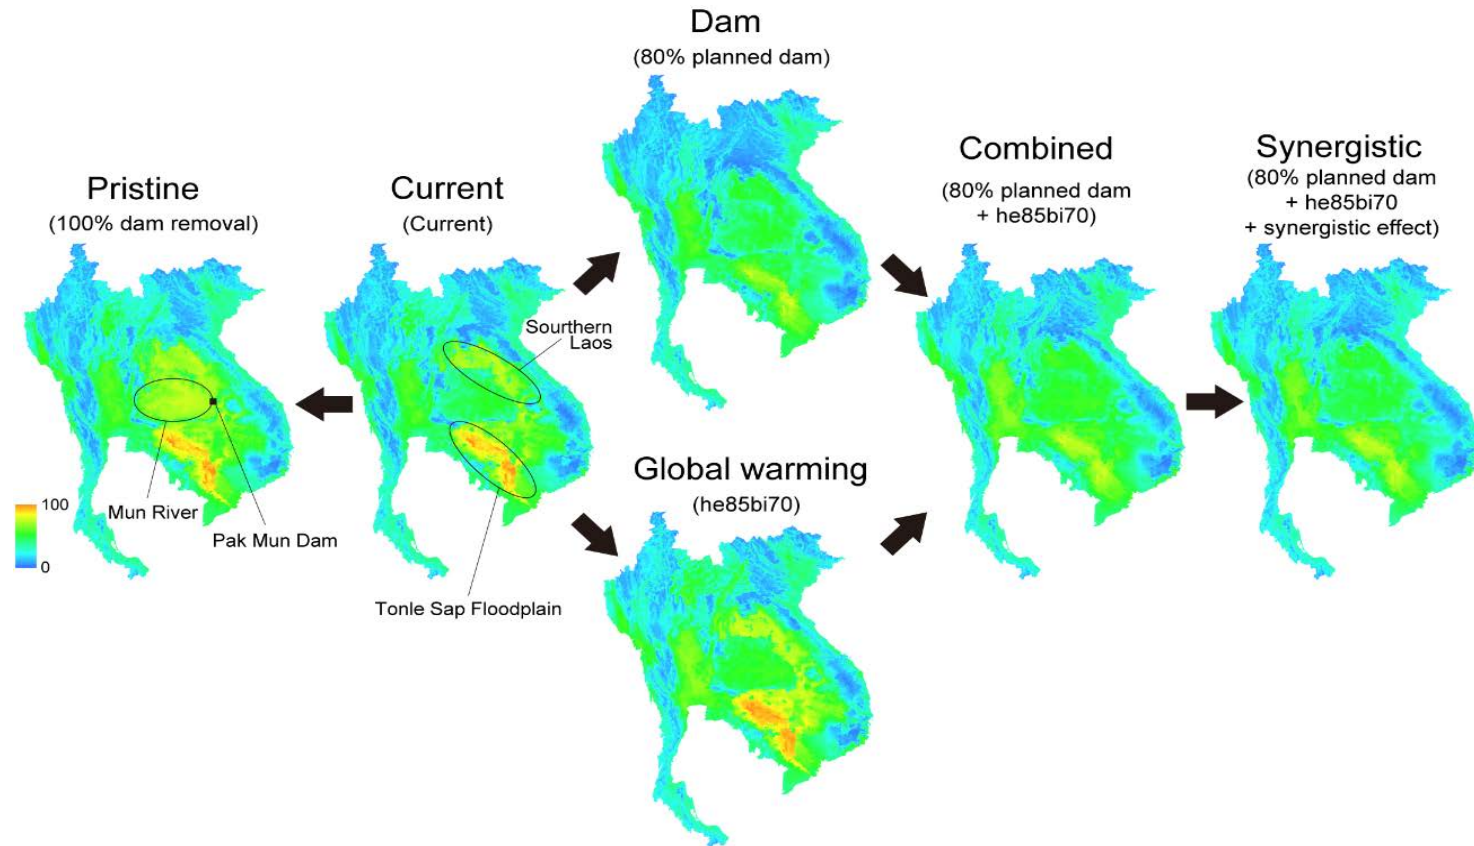 Dam
(80% planned dam)
Pristine
(100% dam removal)
Current
(Current)
Combined
(80% planned dam
+ he85bi70)
Synergistic
(80% planned dam
+ he85bi70
+ synergistic effect)
Sourthern
Laos
100
0
Mun River
Pak Mun Dam
Tonle Sap Floodplain
Global warming
(he85bi70)